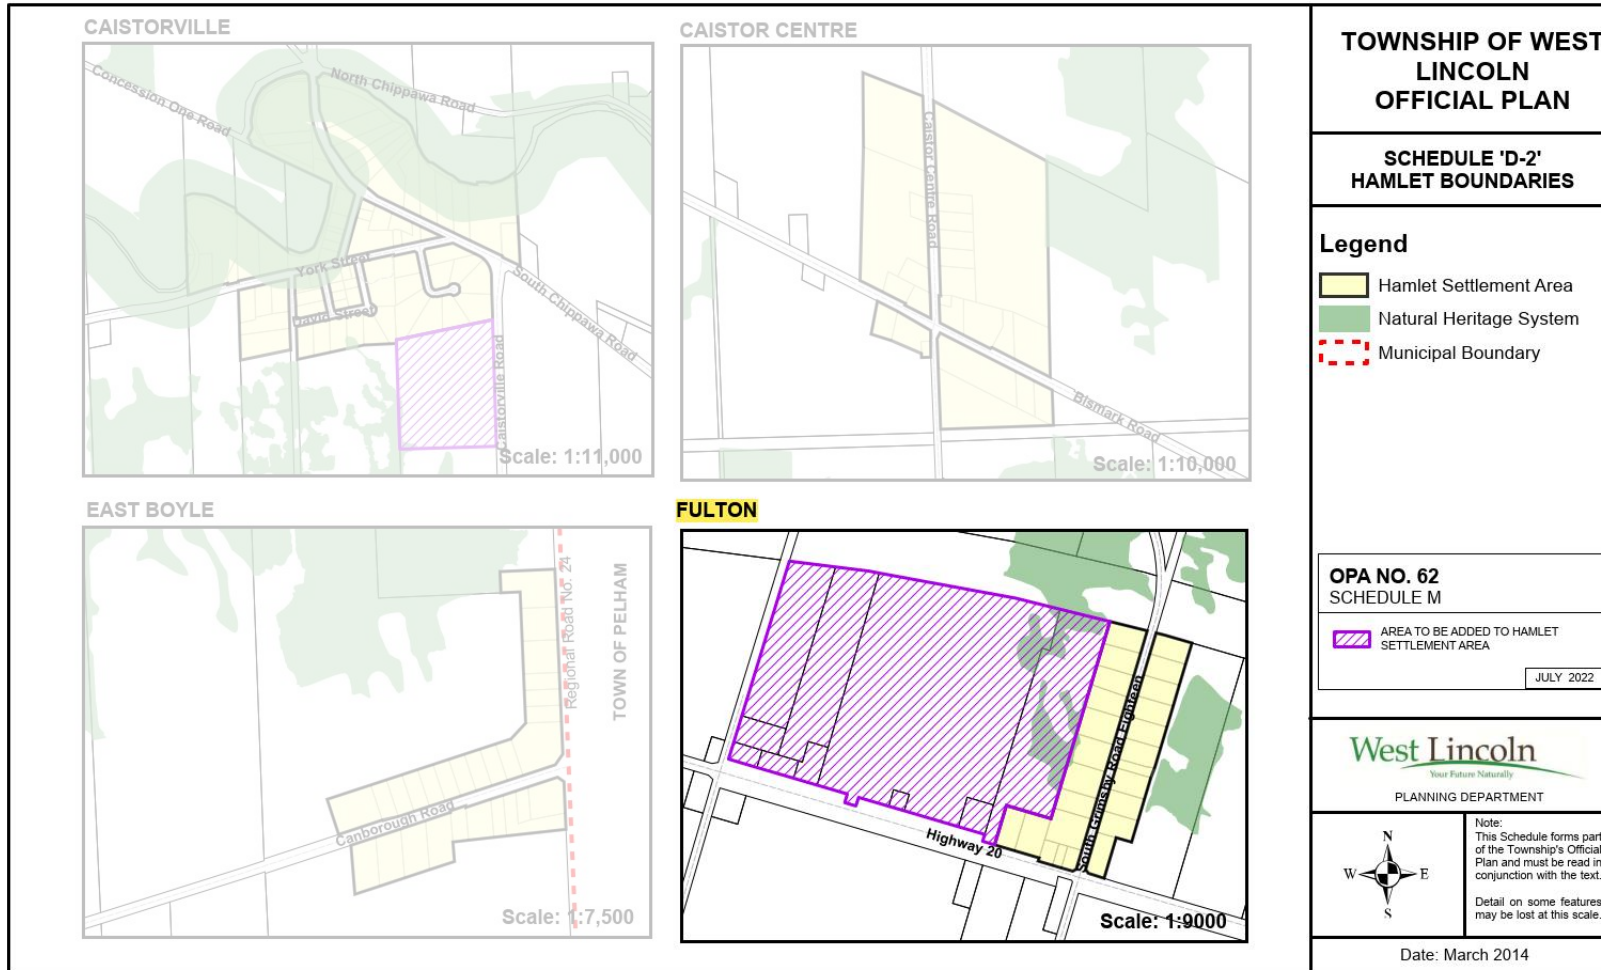 CAISTORVILLE
Concession One Road
North Chippawa Road
York Street
David Street
South Chippawa Road
Caistorville Road
Scale: 1:11,000
CAISTOR CENTRE
Caistor Centre Road
Bismark Road
Scale: 1:10,000
EAST BOYLE
Regional Road No. 24
TOWN OF PELHAM
Canborough Road
Scale: 1:7,500
FULTON
South Grimsby Road Eighteen
Highway 20
Scale: 1:9000
TOWNSHIP OF WEST
LINCOLN
OFFICIAL PLAN
SCHEDULE 'D-2'
HAMLET BOUNDARIES
Legend
Hamlet Settlement Area
Natural Heritage System
Municipal Boundary
OPA NO. 62
SCHEDULE M
AREA TO BE ADDED TO HAMLET
SETTLEMENT AREA
JULY 2022
West Lincoln
Your Future Naturally
PLANNING DEPARTMENT
N
W E
S
Note:
This Schedule forms part
of the Township's Official
Plan and must be read in
conjunction with the text.
Detail on some features
may be lost at this scale.
Date: March 2014